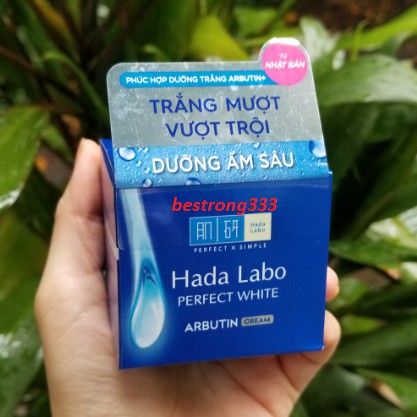 PHỨC HỢP DƯỠNG TRẮNG ARBUTIN+
TỪ
NHẬT BẢN
TRẮNG MƯỢT
VƯỢT TRỘI
DƯỠNG ẨM SÂU
bestrong333
肌研
Hada
Labo
PERFECT X SIMPLE
Hada Labo
PERFECT WHITE
ARBUTIN CREAM